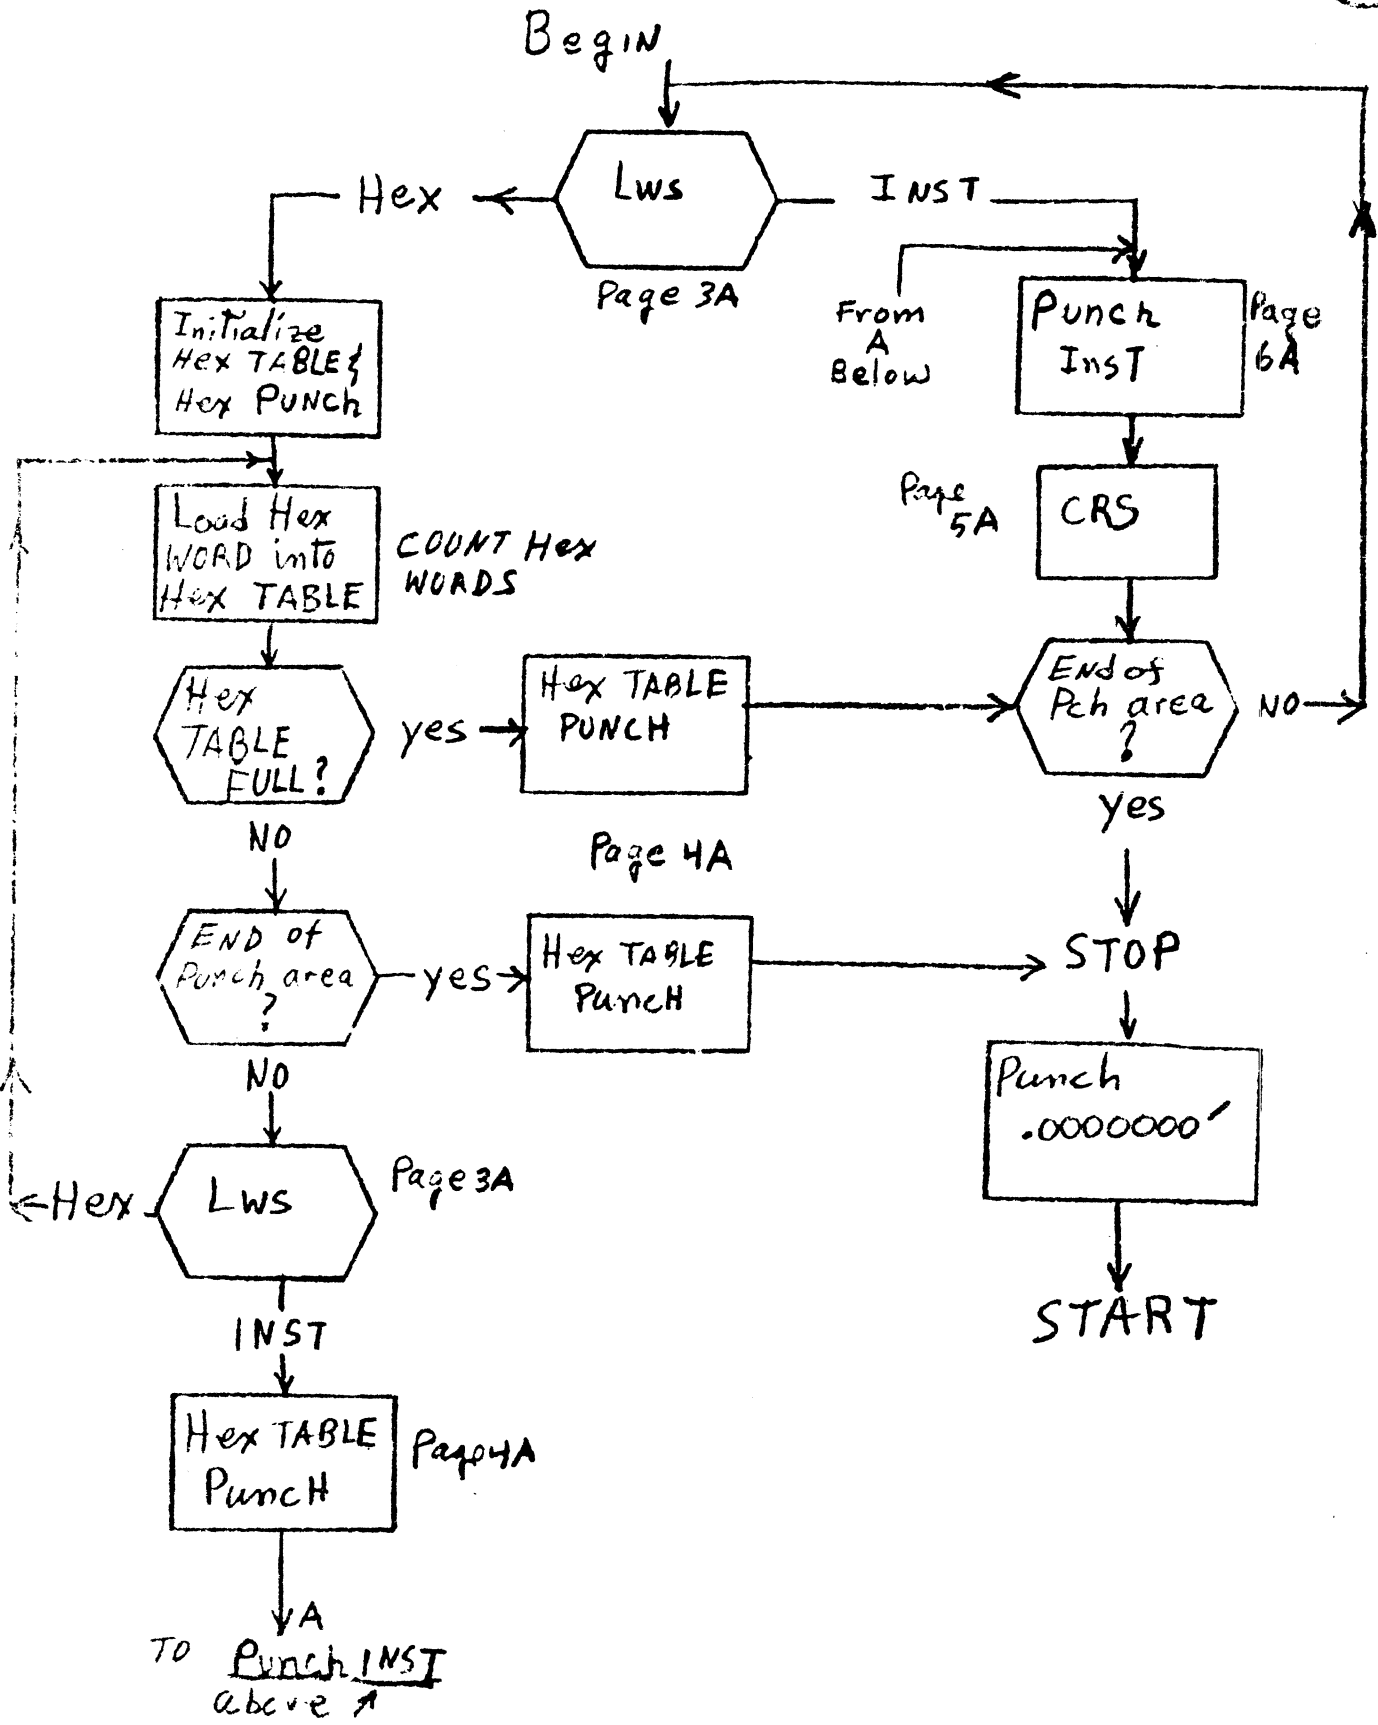 BegIN
Lws
Hex
INST
Page 3A
Initialize
Hex TABLE &
Hex PUNCh
From
A
Below
Punch
InsT
Page
6A
Load Hex
WORD into
Hex TABLE
COUNT Hex
WORDS
Page
5A
CRS
Hex
TABLE
FULL?
yes
Hex TABLE
PUNCH
End of
Pch area
?
NO
yes
NO
Page 4A
END of
Punch area
?
yes
Hex TABLE
PuncH
STOP
NO
Punch
.0000000'
Hex
Lws
Page 3A
START
INST
Hex TABLE
PuncH
Page 4A
A
TO Punch INST
above